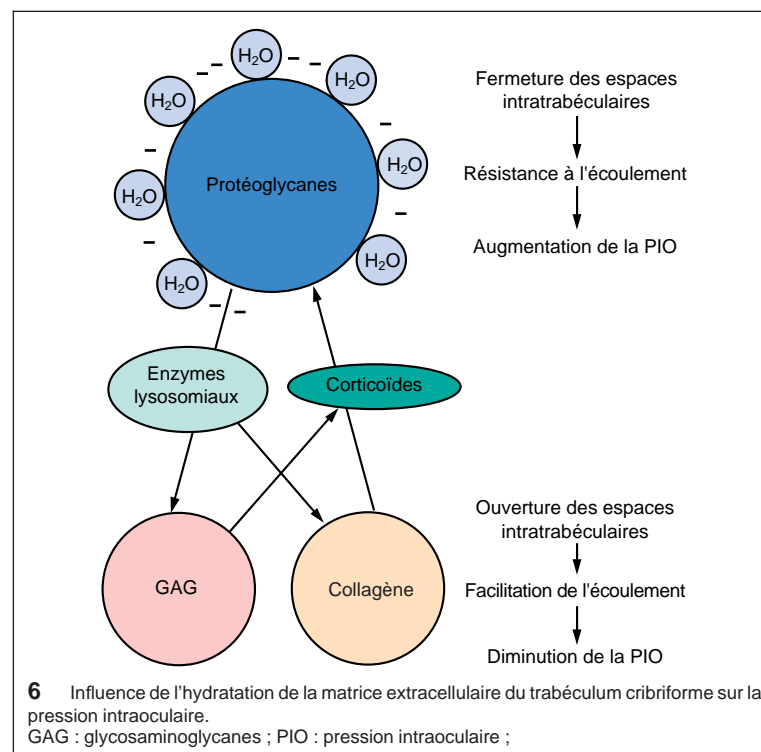 H₂O
H₂O
H₂O
H₂O
H₂O
H₂O
H₂O
H₂O
Protéoglycanes
Fermeture des espaces
intratrabéculaires
Résistance à l'écoulement
Augmentation de la PIO
Enzymes
lysosomiaux
Corticoïdes
GAG
Collagène
Ouverture des espaces
intratrabéculaires
Facilitation de l'écoulement
Diminution de la PIO
6 Influence de l'hydratation de la matrice extracellulaire du trabéculum cribriforme sur la
pression intraoculaire.
GAG : glycosaminoglycanes ; PIO : pression intraoculaire ;